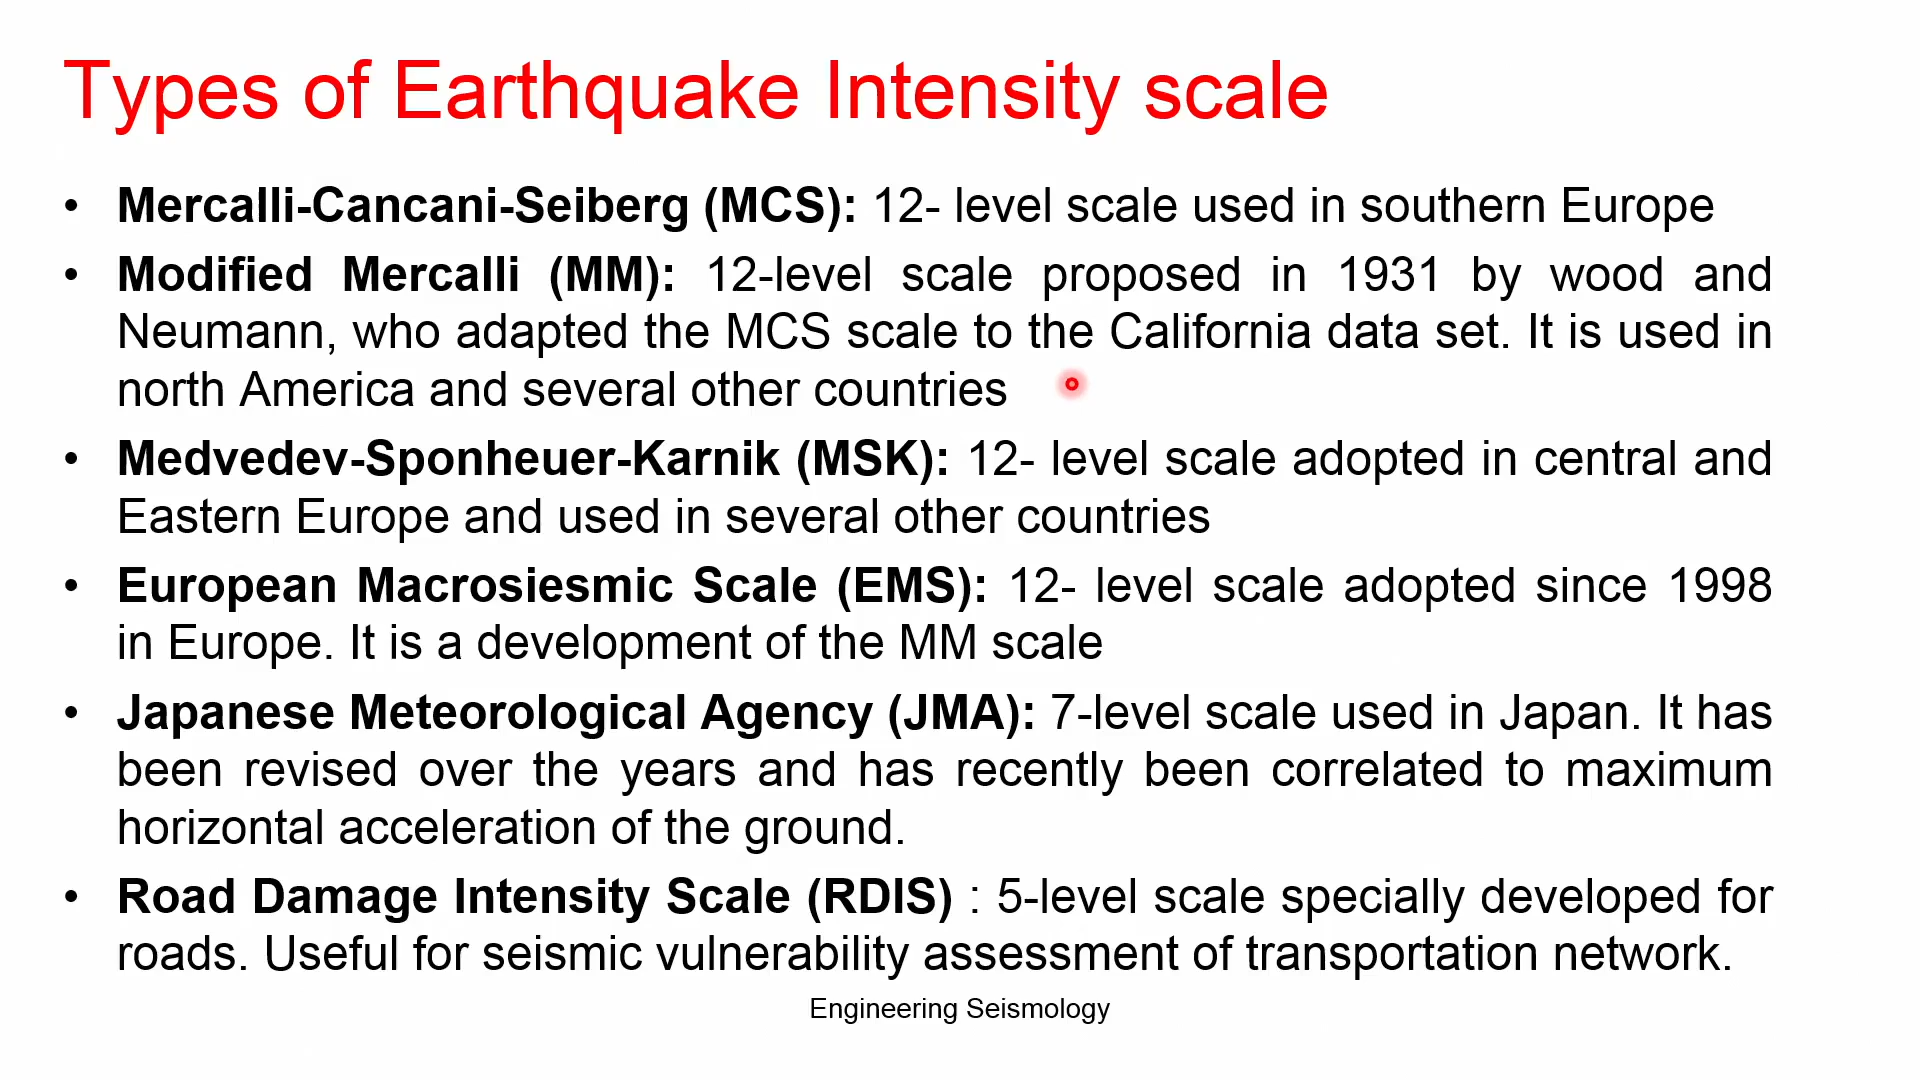 Types of Earthquake Intensity scale
• Mercalli-Cancani-Seiberg (MCS): 12- level scale used in southern Europe
• Modified Mercalli (MM): 12-level scale proposed in 1931 by wood and
Neumann, who adapted the MCS scale to the California data set. It is used in
north America and several other countries
• Medvedev-Sponheuer-Karnik (MSK): 12- level scale adopted in central and
Eastern Europe and used in several other countries
• European Macrosiesmic Scale (EMS): 12- level scale adopted since 1998
in Europe. It is a development of the MM scale
• Japanese Meteorological Agency (JMA): 7-level scale used in Japan. It has
been revised over the years and has recently been correlated to maximum
horizontal acceleration of the ground.
• Road Damage Intensity Scale (RDIS) : 5-level scale specially developed for
roads. Useful for seismic vulnerability assessment of transportation network.
Engineering Seismology